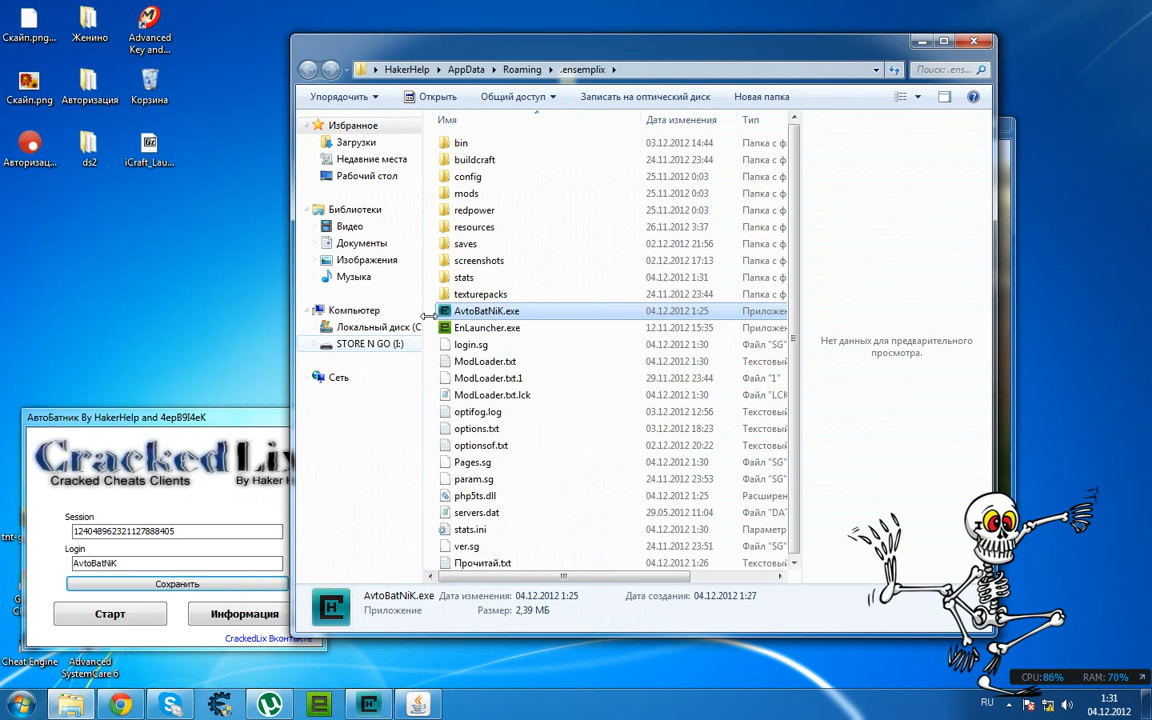 Скайп.png...
Женино
Advanced
Key and...
Скайп.png
Авторизация
Корзина
Авторизац...
ds2
iCraft_Lau...
HakerHelp
AppData
Roaming
.ensemplix
Поиск: .ens...
Упорядочить
Открыть
Общий доступ
Записать на оптический диск
Новая папка
Избранное
Загрузки
Недавние места
Рабочий стол
Библиотеки
Видео
Документы
Изображения
Музыка
Компьютер
Локальный диск (C
STORE N GO (I:)
Сеть
Имя
Дата изменения
Тип
bin 03.12.2012 14:44 Папка с ф
buildcraft 24.11.2012 23:44 Папка с ф
config 25.11.2012 0:03 Папка с ф
mods 25.11.2012 0:03 Папка с ф
redpower 25.11.2012 0:03 Папка с ф
resources 26.11.2012 3:37 Папка с ф
saves 02.12.2012 21:56 Папка с ф
screenshots 02.12.2012 17:13 Папка с ф
stats 04.12.2012 1:31 Папка с ф
texturepacks 24.11.2012 23:44 Папка с ф
AvtoBatNiK.exe 04.12.2012 1:25 Приложен
EnLauncher.exe 12.11.2012 15:35 Приложен
login.sg 04.12.2012 1:30 Файл "SG"
ModLoader.txt 04.12.2012 1:30 Текстовый
ModLoader.txt.1 29.11.2012 23:44 Файл "1"
ModLoader.txt.lck 04.12.2012 1:30 Файл "LCK
optifog.log 03.12.2012 12:56 Текстовый
options.txt 03.12.2012 18:23 Текстовый
optionsof.txt 02.12.2012 20:22 Текстовый
Pages.sg 04.12.2012 1:30 Файл "SG"
param.sg 24.11.2012 23:53 Файл "SG"
php5ts.dll 04.12.2012 1:25 Расширен
servers.dat 29.05.2012 11:04 Файл "DA
stats.ini 04.12.2012 1:30 Параметр
ver.sg 24.11.2012 23:51 Файл "SG"
Прочитай.txt 04.12.2012 1:26 Текстовый
Нет данных для предварительного
просмотра.
AvtoBatNiK.exe Дата изменения: 04.12.2012 1:25 Дата создания: 04.12.2012 1:27
Приложение Размер: 2,39 МБ
АвтоБатник By HakerHelp and 4epB9I4eK
CrackedLix
Cracked Cheats Clients
By Haker H
Session
124048962321127888405
Login
AvtoBatNiK
Сохранить
Старт
Информация
CrackedLix Вконтакте
tnt-
Cheat Engine
Advanced
SystemCare 6
CPU:86%
RAM: 70%
RU
1:31
04.12.2012